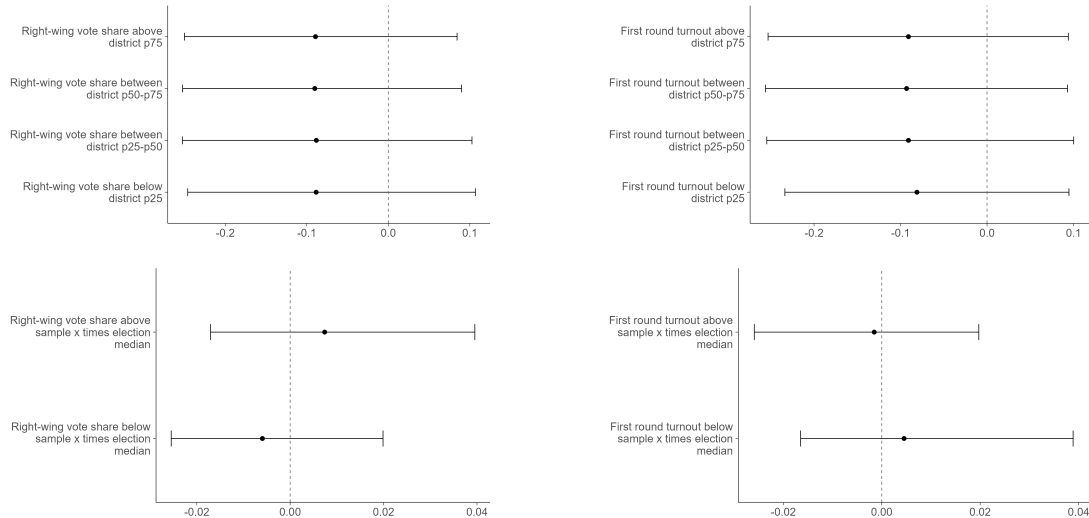 Right-wing vote share above
district p75
Right-wing vote share between
district p50-p75
Right-wing vote share between
district p25-p50
Right-wing vote share below
district p25
-0.2
-0.1
0.0
0.1
First round turnout above
district p75
First round turnout between
district p50-p75
First round turnout between
district p25-p50
First round turnout below
district p25
-0.2
-0.1
0.0
0.1
Right-wing vote share above
sample x times election
median
Right-wing vote share below
sample x times election
median
-0.02
0.00
0.02
0.04
First round turnout above
sample x times election
median
First round turnout below
sample x times election
median
-0.02
0.00
0.02
0.04